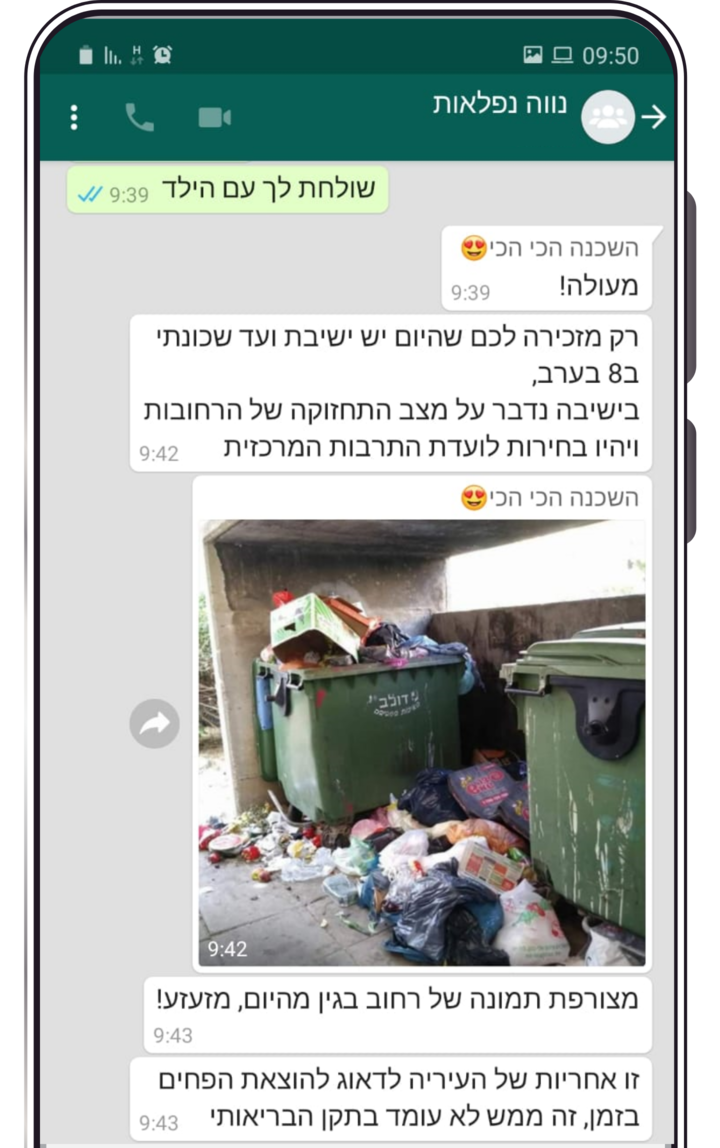 09:50
נווה נפלאות
שולחת לך עם הילד 9:39
השכנה הכי הכי😍
מעולה! 9:39
רק מזכירה לכם שהיום יש ישיבת ועד שכונתי
ב8 בערב,
בישיבה נדבר על מצב התחזוקה של הרחובות
ויהיו בחירות לועדת התרבות המרכזית 9:42
השכנה הכי הכי😍
9:42
מצורפת תמונה של רחוב בגין מהיום, מזעזע!
9:43
זו אחריות של העיריה לדאוג להוצאת הפחים
בזמן, זה ממש לא עומד בתקן הבריאותי 9:43